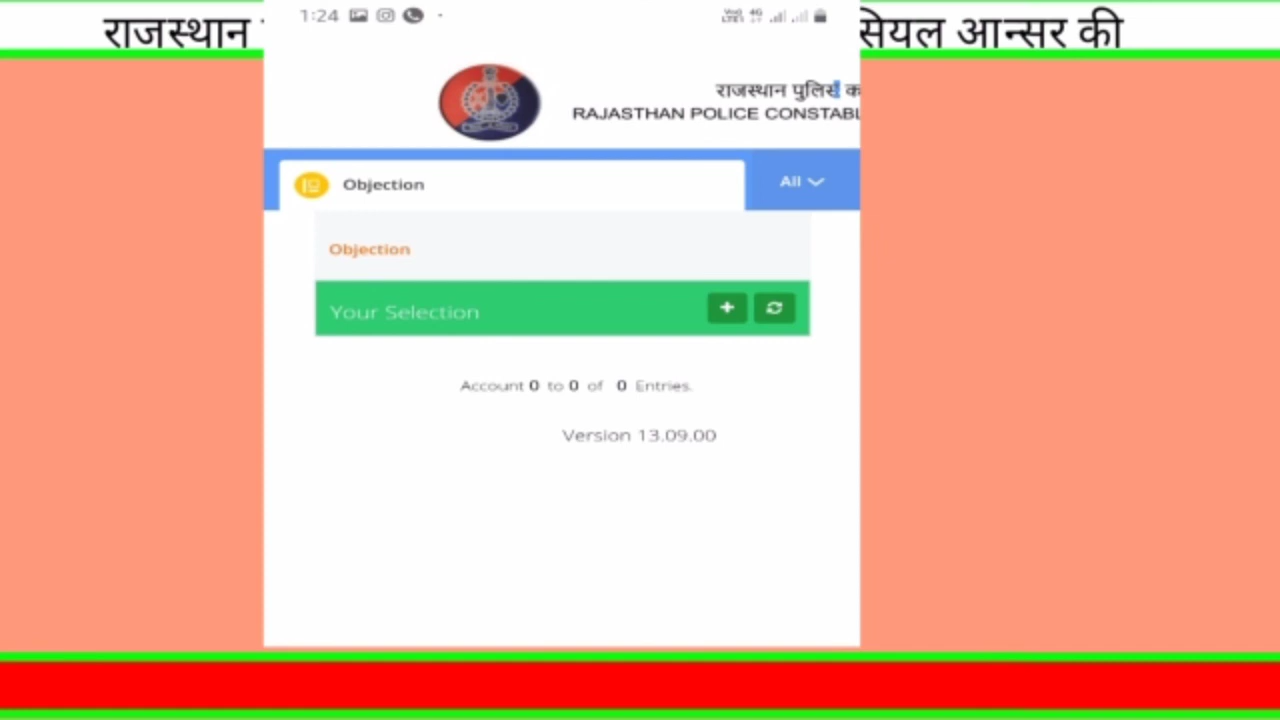 राजस्थान सियल आन्सर की
1:24
राजस्थान पुलिस क
RAJASTHAN POLICE CONSTABL
Objection
All
Objection
Your Selection
Account 0 to 0 of 0 Entries.
Version 13.09.00